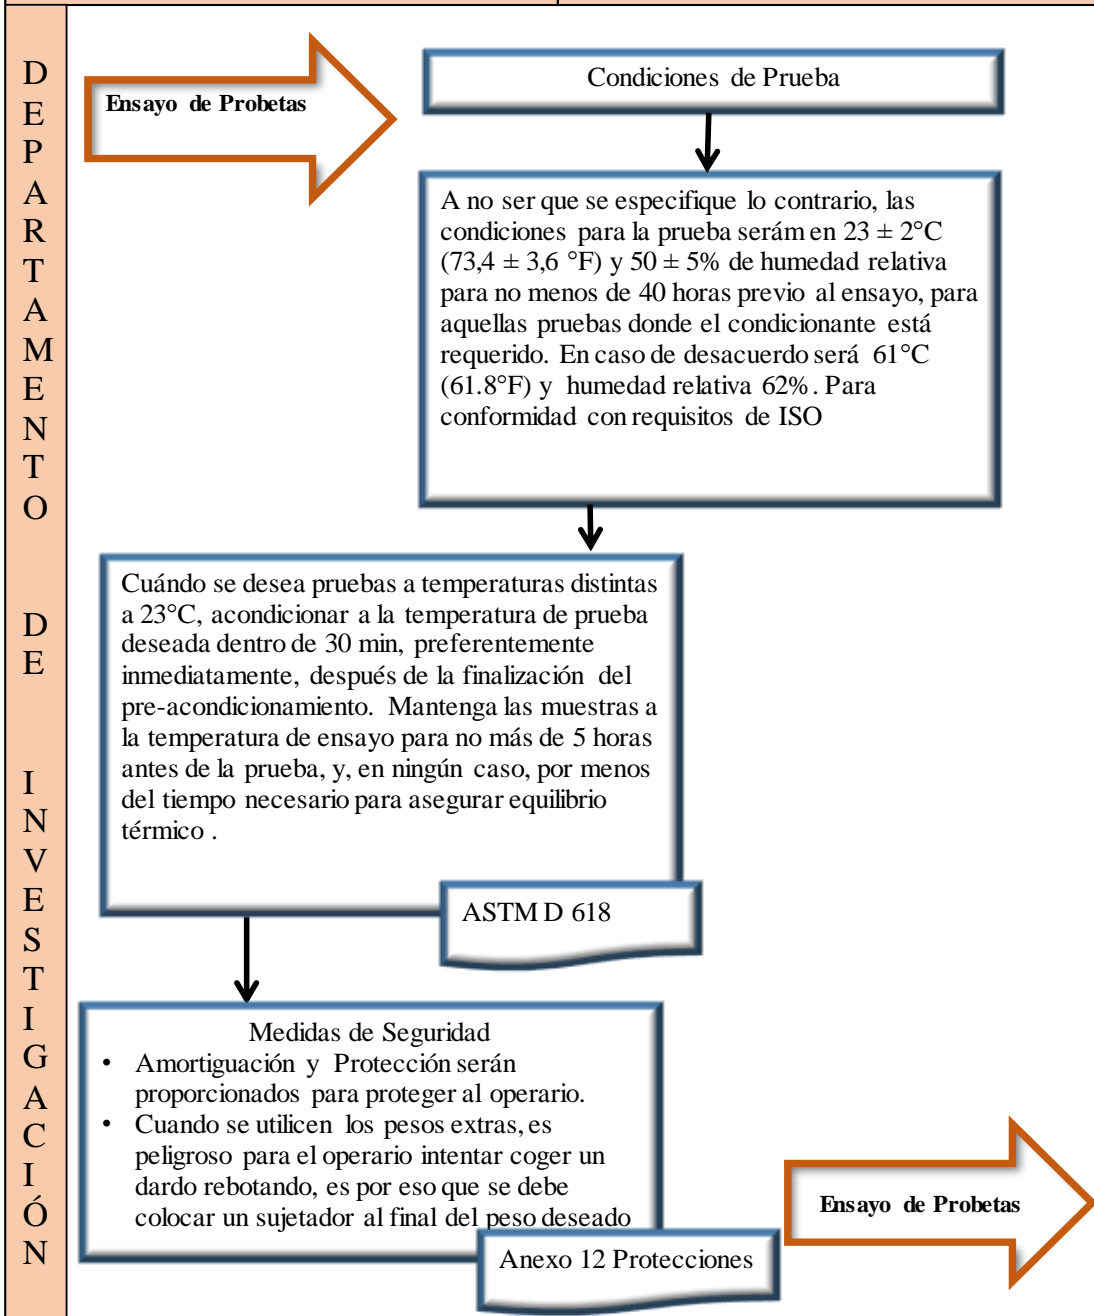 DEPARTAMENTO DE INVESTIGACIÓN
Ensayo de Probetas
Condiciones de Prueba
A no ser que se especifique lo contrario, las
condiciones para la prueba serám en 23 ± 2°C
(73,4 ± 3,6 °F) y 50 ± 5% de humedad relativa
para no menos de 40 horas previo al ensayo, para
aquellas pruebas donde el condicionante está
requerido. En caso de desacuerdo será 61°C
(61.8°F) y humedad relativa 62%. Para
conformidad con requisitos de ISO
Cuándo se desea pruebas a temperaturas distintas
a 23°C, acondicionar a la temperatura de prueba
deseada dentro de 30 min, preferentemente
inmediatamente, después de la finalización del
pre-acondicionamiento. Mantenga las muestras a
la temperatura de ensayo para no más de 5 horas
antes de la prueba, y, en ningún caso, por menos
del tiempo necesario para asegurar equilibrio
térmico .
ASTM D 618
Medidas de Seguridad
• Amortiguación y Protección serán
proporcionados para proteger al operario.
• Cuando se utilicen los pesos extras, es
peligroso para el operario intentar coger un
dardo rebotando, es por eso que se debe
colocar un sujetador al final del peso deseado
Anexo 12 Protecciones
Ensayo de Probetas